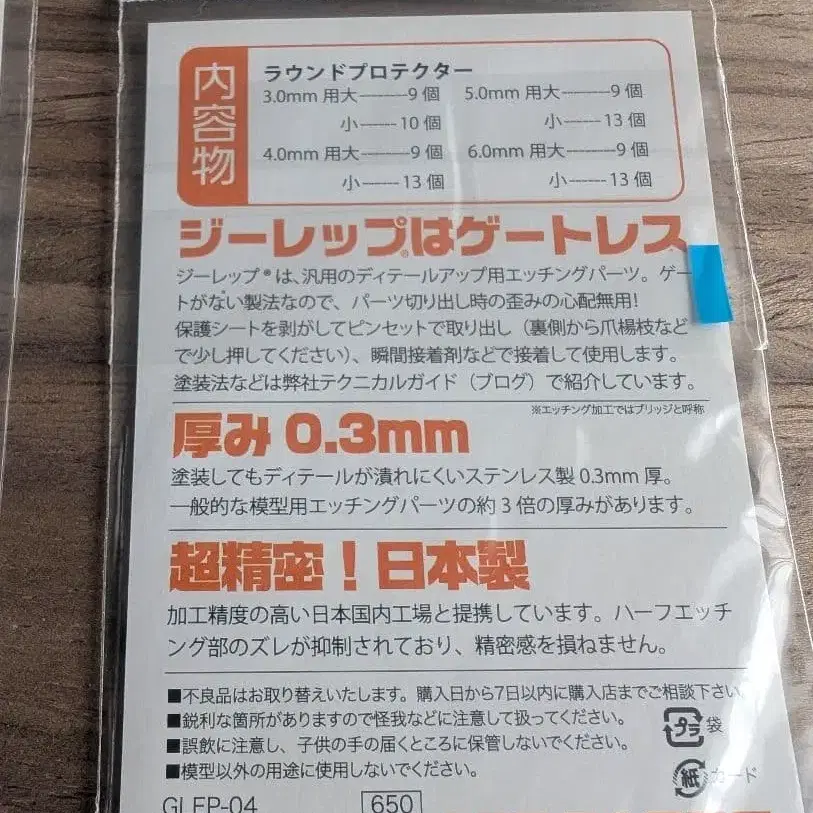 内容物
ラウンドプロテクター
3.0mm 用大-------9 個 5.0mm 用大-------9 個
小------10 個 小------13 個
4.0mm 用大-------9 個 6.0mm 用大-------9 個
小------13 個 小------13 個
ジーレップ®はゲートレス
ジーレップ®は、汎用のディテールアップ用エッチングパーツ。ゲー
トがない製法なので、パーツ切り出し時の歪みの心配無用!
保護シートを剥がしてピンセットで取り出し（裏側から爪楊枝など
で少し押してください）、瞬間接着剤などで接着して使用します。
塗装法などは弊社テクニカルガイド（ブログ）で紹介しています。
※エッチング加工ではブリッジと呼称
厚み 0.3mm
塗装してもディテールが潰れにくいステンレス製 0.3mm 厚。
一般的な模型用エッチングパーツの約 3 倍の厚みがあります。
超精密！日本製
加工精度の高い日本国内工場と提携しています。ハーフエッチ
ング部のズレが抑制されており、精密感を損ねません。
■不良品はお取り替えいたします。購入日から7日以内に購入店までご相談下さい。
■鋭利な箇所がありますので怪我などに注意して扱ってください。
■誤飲に注意し、子供の手の届くところに保管しないでください。
■模型以外の用途に使用しないでください。
プラ 袋
紙 カード
GLEP-04 650